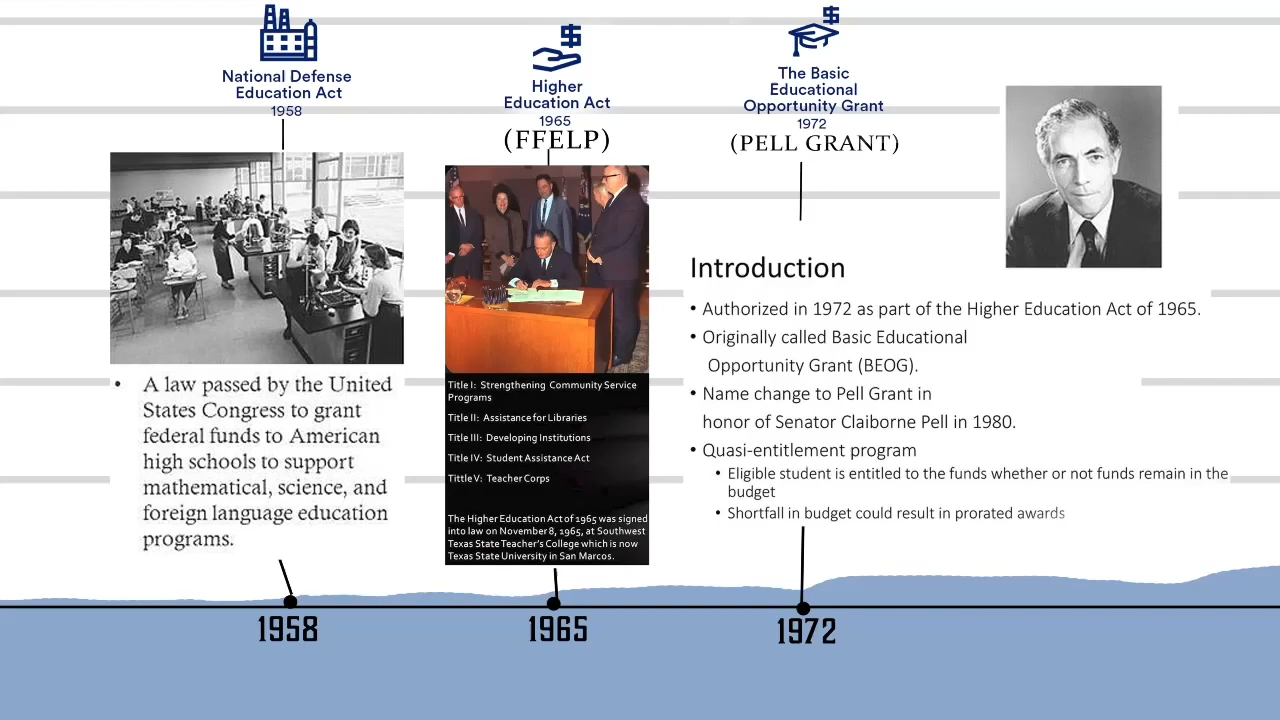 National Defense
Education Act
1958
Higher
Education Act
1965
(FFELP)
The Basic
Educational
Opportunity Grant
1972
(PELL GRANT)
• A law passed by the United
States Congress to grant
federal funds to American
high schools to support
mathematical, science, and
foreign language education
programs.
Title I: Strengthening Community Service
Programs
Title II: Assistance for Libraries
Title III: Developing Institutions
Title IV: Student Assistance Act
Tittle V: Teacher Corps
The Higher Education Act of 1965 was signed
into law on November 8, 1965, at Southwest
Texas State Teacher's College which is now
Texas State University in San Marcos.
Introduction
• Authorized in 1972 as part of the Higher Education Act of 1965.
• Originally called Basic Educational
Opportunity Grant (BEOG).
• Name change to Pell Grant in
honor of Senator Claiborne Pell in 1980.
• Quasi-entitlement program
• Eligible student is entitled to the funds whether or not funds remain in the
budget
• Shortfall in budget could result in prorated awards
1958
1965
1972